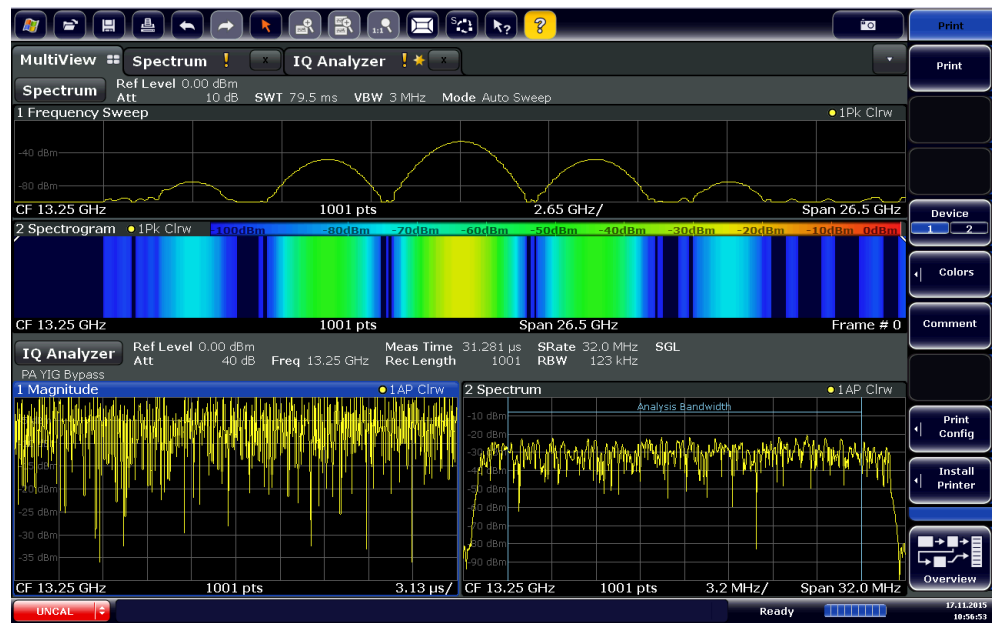 Print
MultiView Spectrum ! x IQ Analyzer ! x
Print
Spectrum Ref Level 0.00 dBm
Att 10 dB SWT 79.5 ms VBW 3 MHz Mode Auto Sweep
1 Frequency Sweep 1Pk Clrw
-40 dBm
-80 dBm
CF 13.25 GHz 1001 pts 2.65 GHz/ Span 26.5 GHz
Device
1 2
2 Spectrogram 1Pk Clrw -100dBm -80dBm -70dBm -60dBm -50dBm -40dBm -30dBm -20dBm -10dBm 0dBm
Colors
CF 13.25 GHz 1001 pts Span 26.5 GHz Frame # 0
Comment
IQ Analyzer Ref Level 0.00 dBm Meas Time 31.281 µs SRate 32.0 MHz SGL
Att 40 dB Freq 13.25 GHz Rec Length 1001 RBW 123 kHz
PA YIG Bypass
1 Magnitude 1AP Clrw 2 Spectrum 1AP Clrw
Analysis Bandwidth
-10 dBm
-20 dBm
Print
Config
Install
Printer
-25 dBm
-30 dBm
-35 dBm
-90 dBm
Overview
CF 13.25 GHz 1001 pts 3.13 µs/ CF 13.25 GHz 1001 pts 3.2 MHz/ Span 32.0 MHz
UNCAL Ready 17.11.2015
10:56:53